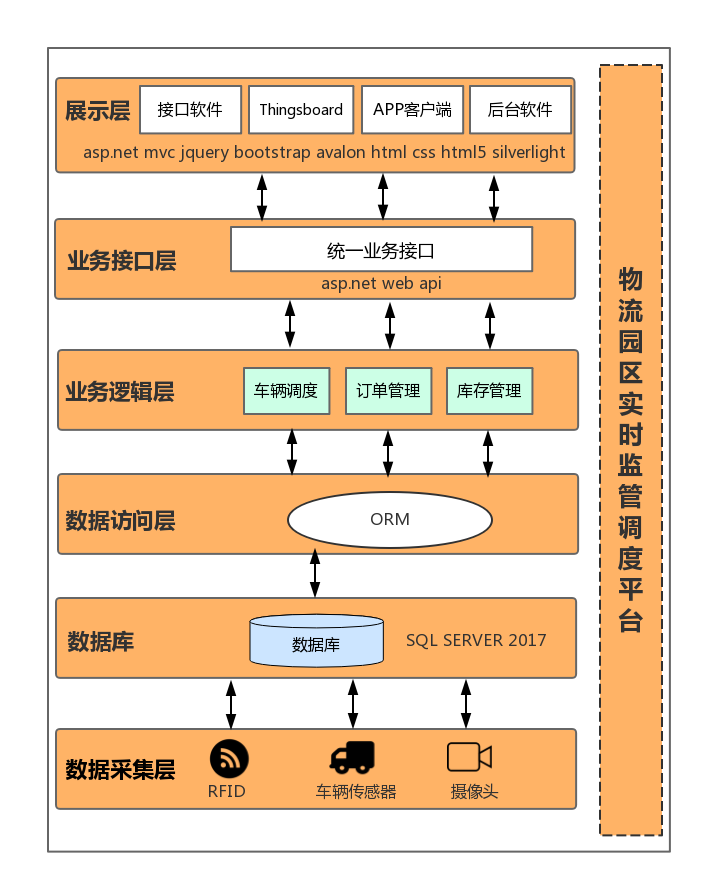 展示层
接口软件
Thingsboard
APP客户端
后台软件
asp.net mvc jquery bootstrap avalon html css html5 silverlight
业务接口层
统一业务接口
asp.net web api
业务逻辑层
车辆调度
订单管理
库存管理
数据访问层
ORM
数据库
数据库
SQL SERVER 2017
数据采集层
RFID
车辆传感器
摄像头
物流园区实时监管调度平台